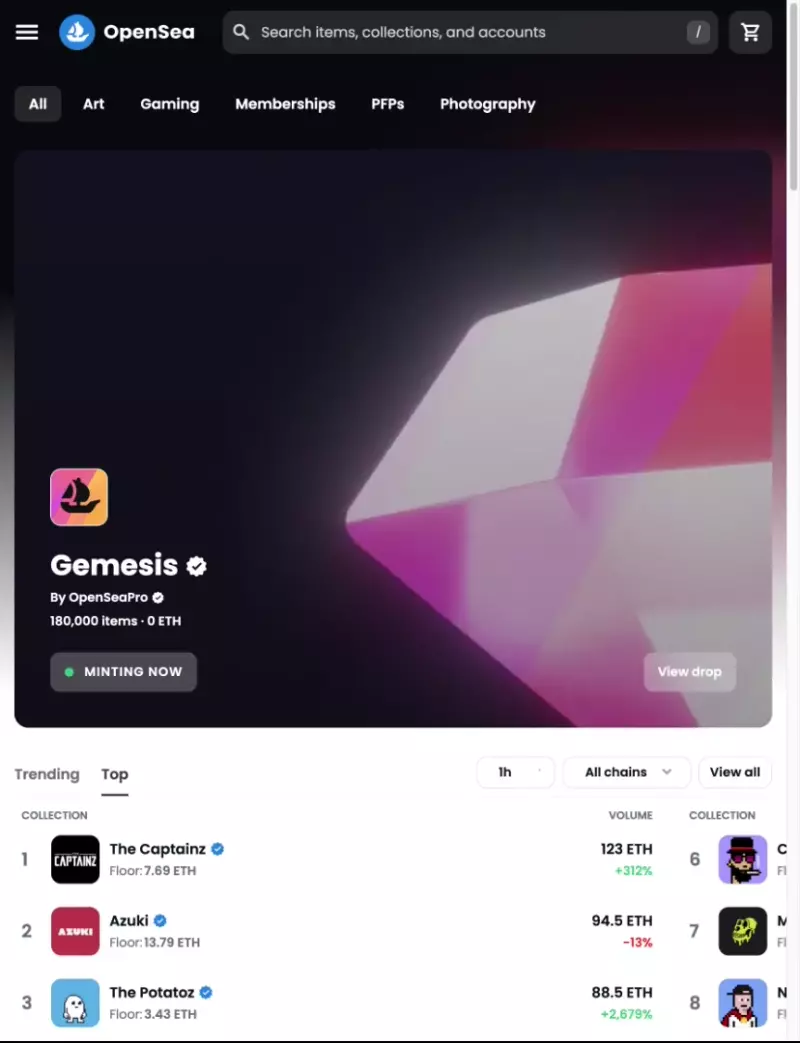 OpenSea
Search items, collections, and accounts
/
All
Art
Gaming
Memberships
PFPs
Photography
Gemesis
By OpenSeaPro
180,000 items · 0 ETH
MINTING NOW
View drop
Trending
Top
1h
All chains
View all
COLLECTION
VOLUME
COLLECTION
1
CAPTAINZ
The Captainz
Floor: 7.69 ETH
123 ETH
+312%
6
2
AZUKI
Azuki
Floor: 13.79 ETH
94.5 ETH
-13%
7
3
The Potatoz
Floor: 3.43 ETH
88.5 ETH
+2,679%
8